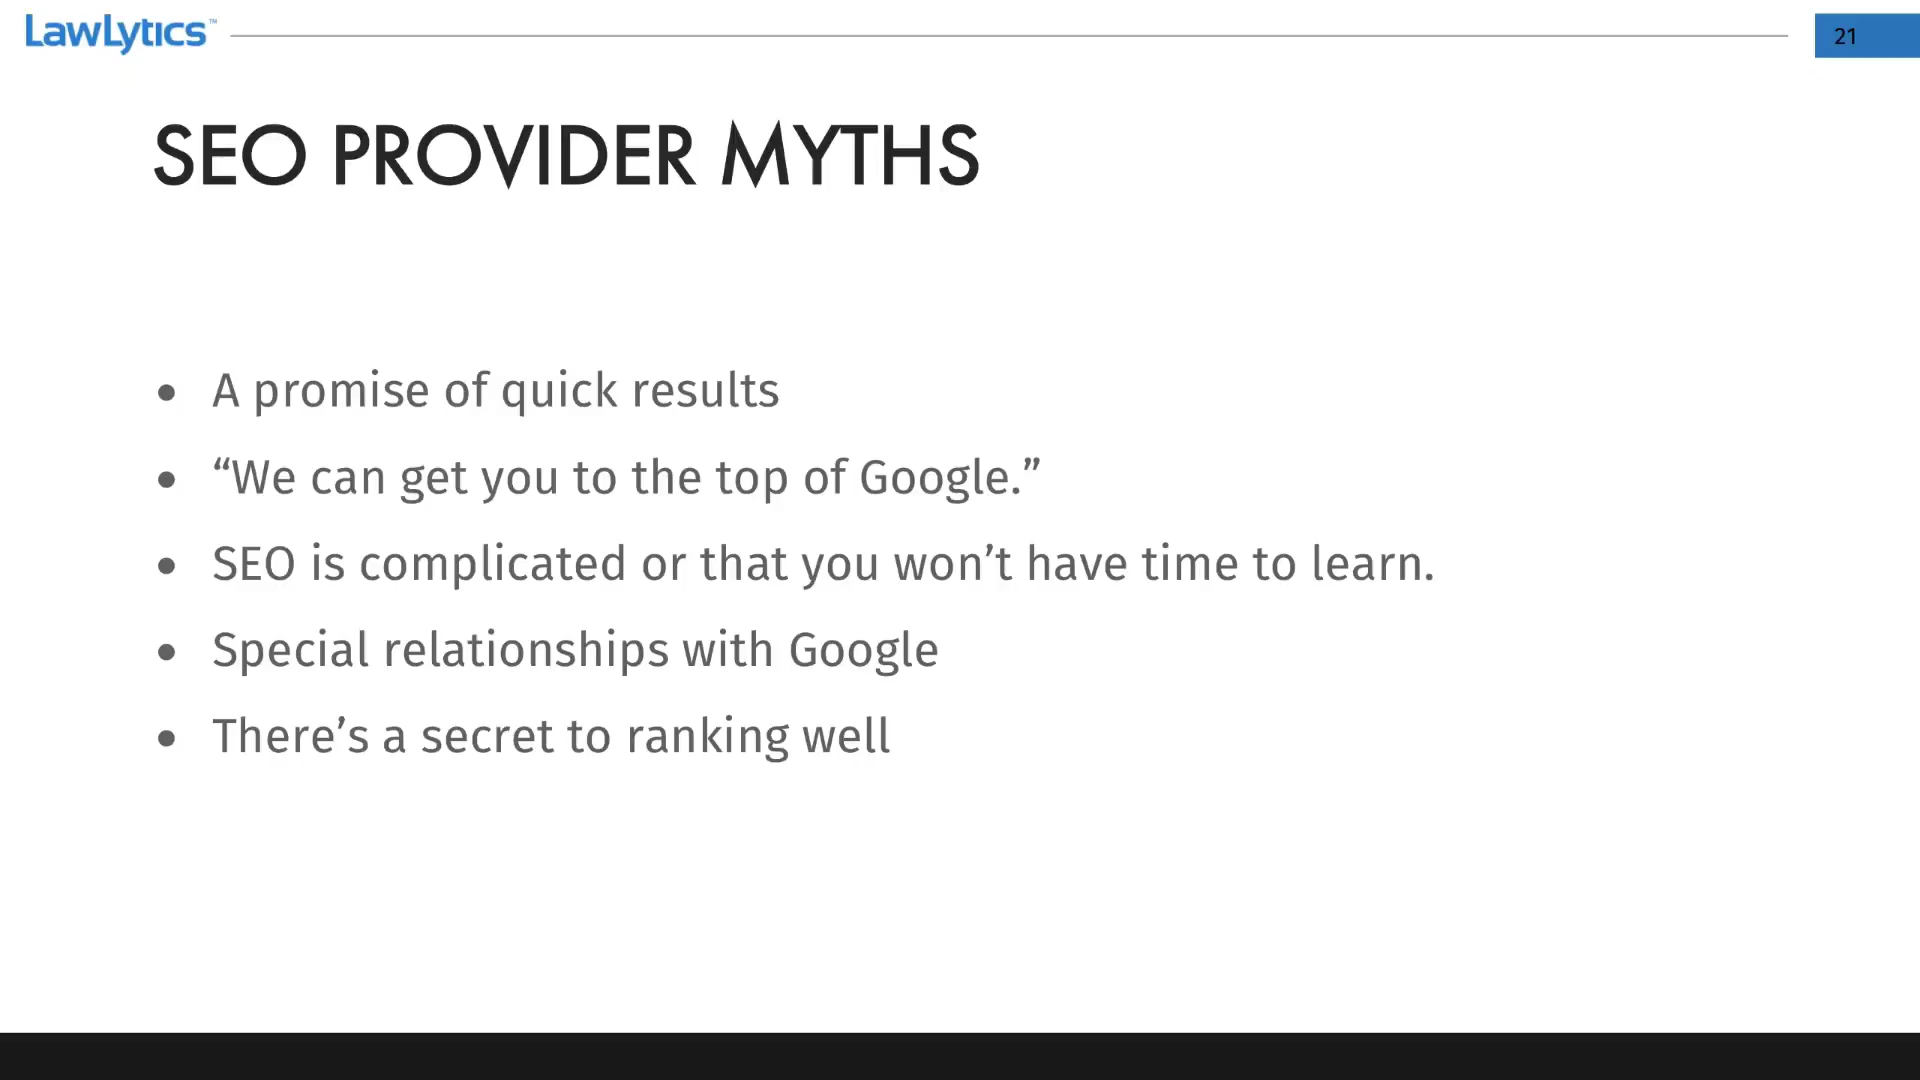 LawLytics™
21
SEO PROVIDER MYTHS
• A promise of quick results
• “We can get you to the top of Google.”
• SEO is complicated or that you won’t have time to learn.
• Special relationships with Google
• There’s a secret to ranking well